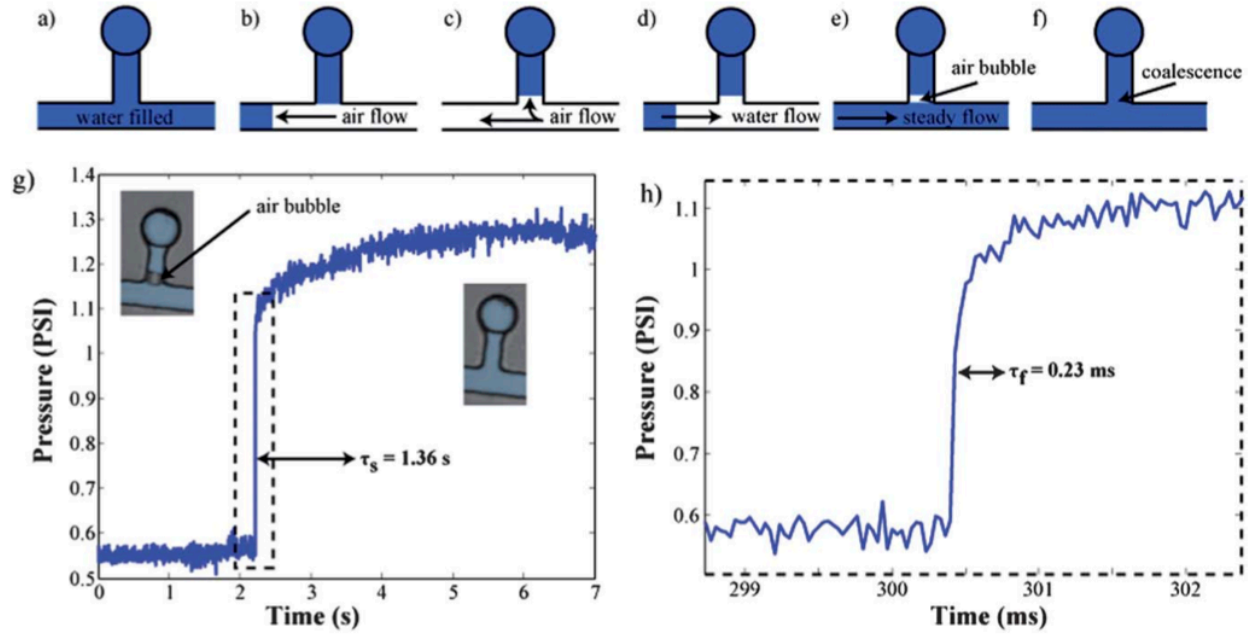 a)
b)
c)
d)
e)
f)
water filled
air flow
air flow
water flow
air bubble
steady flow
coalescence
g)
1.4
1.3
1.2
1.1
1
0.9
0.8
0.7
0.6
0.5
Pressure (PSI)
air bubble
τs = 1.36 s
0
1
2
3
4
5
6
7
Time (s)
h)
1.1
1
0.9
0.8
0.7
0.6
Pressure (PSI)
τf = 0.23 ms
299
300
301
302
Time (ms)